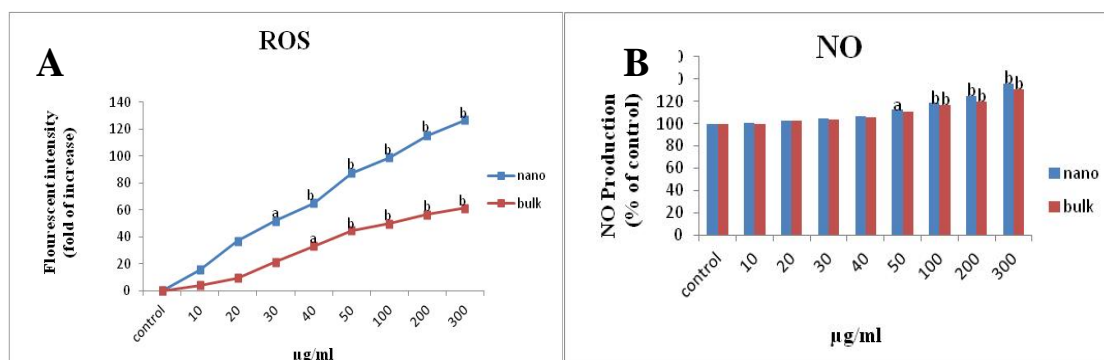 A
ROS
Flourescent intensity
(fold of increase)
140
120
100
80
60
40
20
0
a
b
b
b
b
b
a
b
b
b
b
nano
bulk
control
10
20
30
40
50
100
200
300
µg/ml
B
NO
NO Production
(% of control)
120
100
80
60
40
20
0
a
bb
bb
bb
nano
bulk
control
10
20
30
40
50
100
200
300
µg/ml